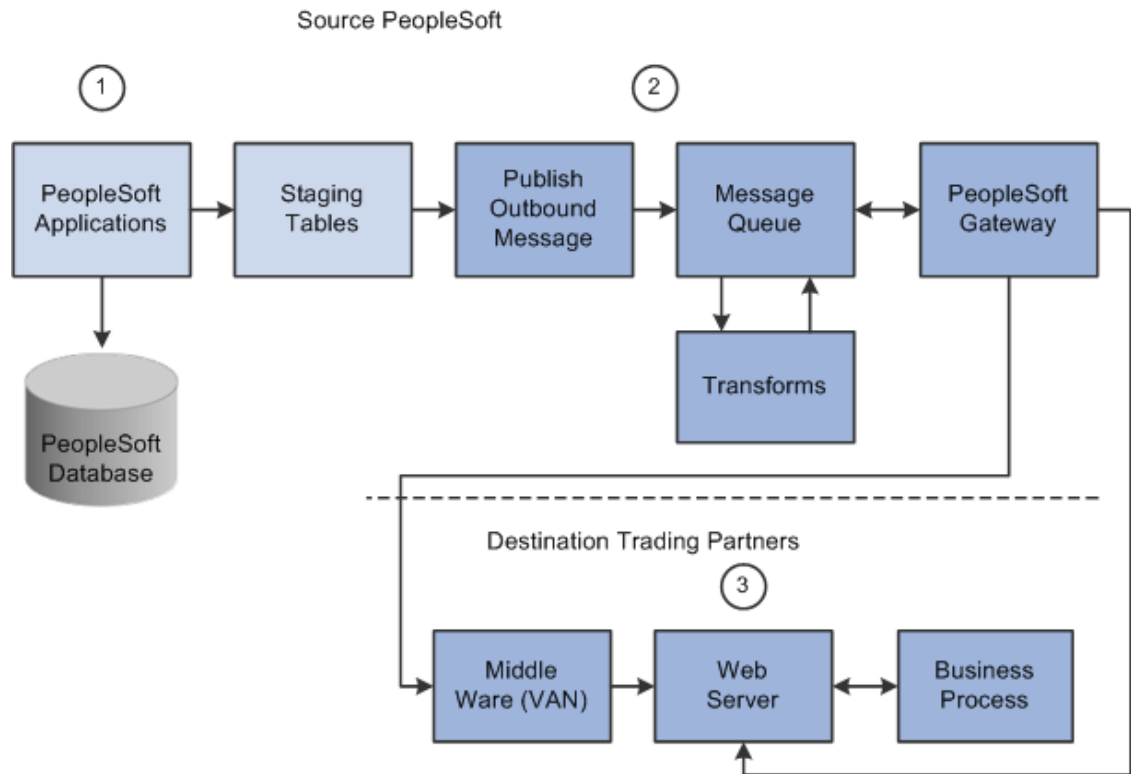 Source PeopleSoft
1
2
PeopleSoft
Applications
Staging
Tables
Publish
Outbound
Message
Message
Queue
PeopleSoft
Gateway
Transforms
PeopleSoft
Database
Destination Trading Partners
3
Middle
Ware (VAN)
Web
Server
Business
Process